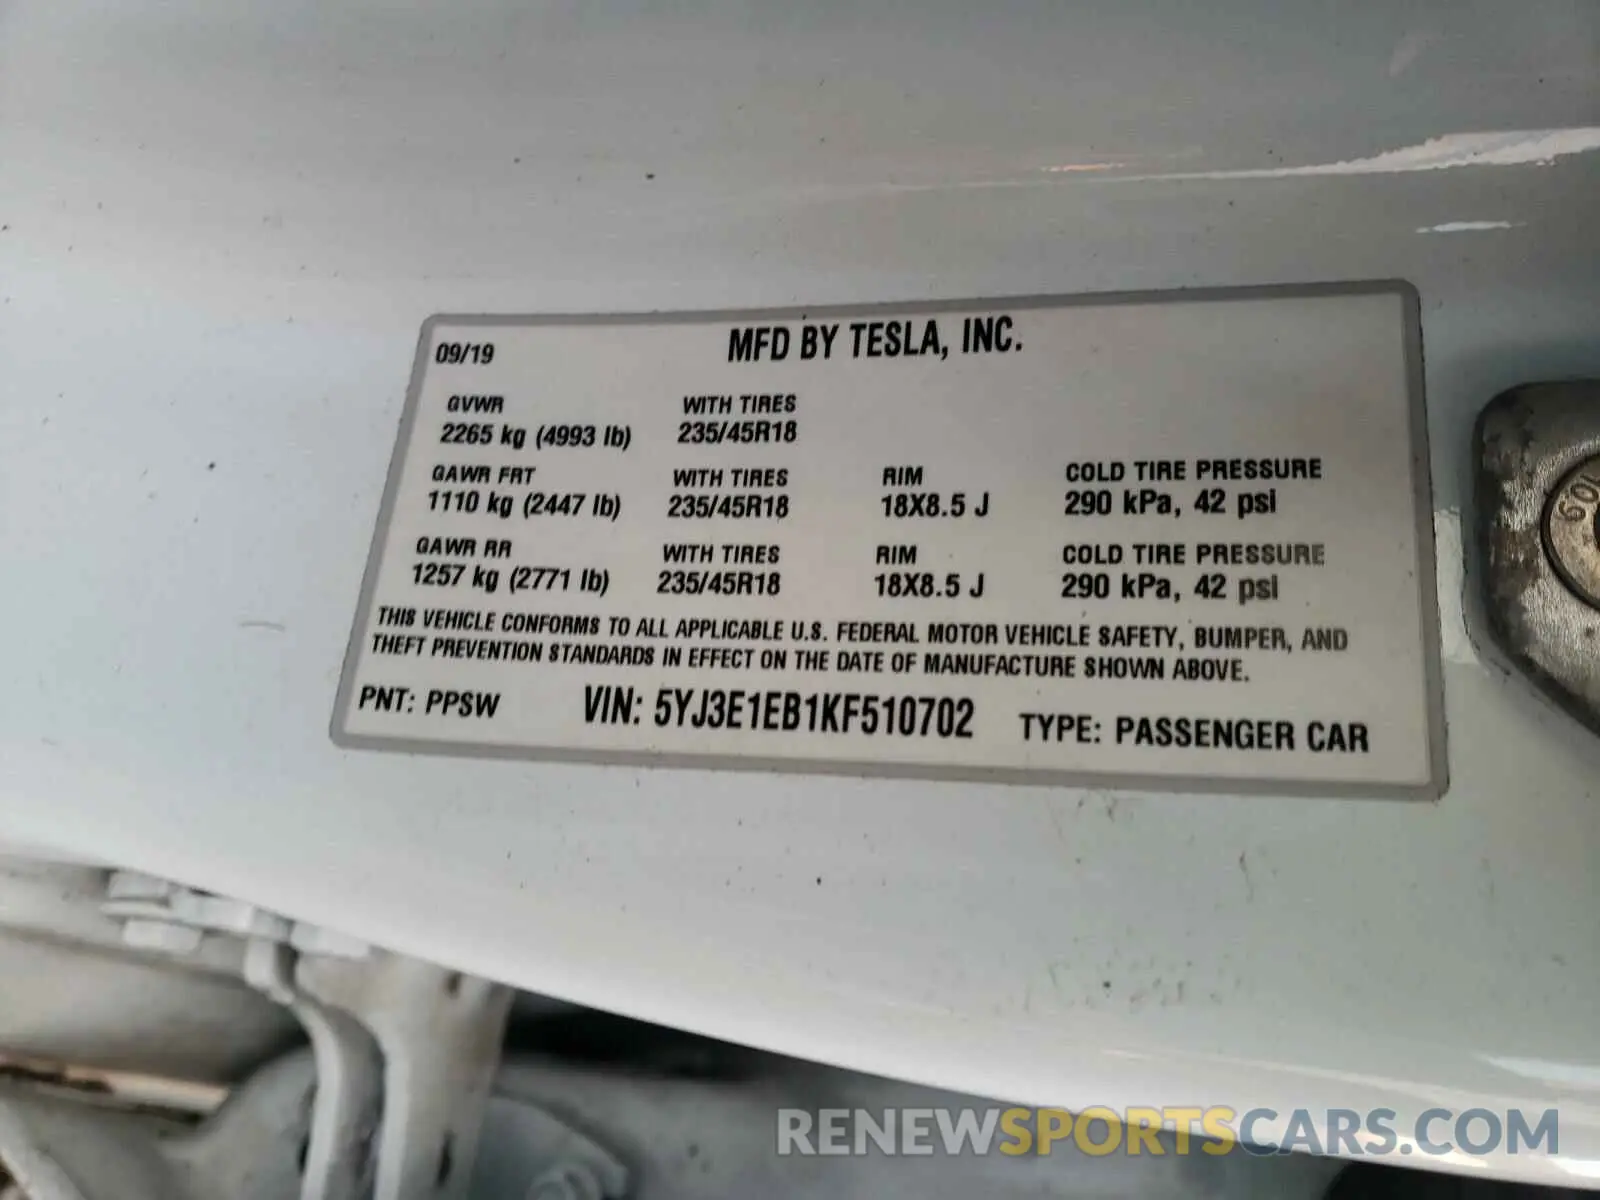 09/19 MFD BY TESLA, INC.
GVWR WITH TIRES
2265 kg (4993 lb) 235/45R18
GAWR FRT WITH TIRES RIM COLD TIRE PRESSURE
1110 kg (2447 lb) 235/45R18 18X8.5 J 290 kPa, 42 psi
GAWR RR WITH TIRES RIM COLD TIRE PRESSURE
1257 kg (2771 lb) 235/45R18 18X8.5 J 290 kPa, 42 psi
THIS VEHICLE CONFORMS TO ALL APPLICABLE U.S. FEDERAL MOTOR VEHICLE SAFETY, BUMPER, AND
THEFT PREVENTION STANDARDS IN EFFECT ON THE DATE OF MANUFACTURE SHOWN ABOVE.
PNT: PPSW VIN: 5YJ3E1EB1KF510702 TYPE: PASSENGER CAR
RENEWSPORTSCARS.COM